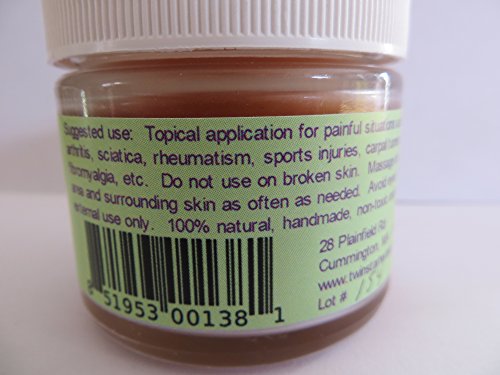 Suggested use: Topical application for painful situations
arthritis, sciatica, rheumatism, sports injuries, carpal
fibromyalgia, etc. Do not use on broken skin. Massage
area and surrounding skin as often as needed. Avoid
external use only. 100% natural, handmade, non-toxic
28 Plainfield Rd
Cummington,
Lot #
8 51953 00138 1